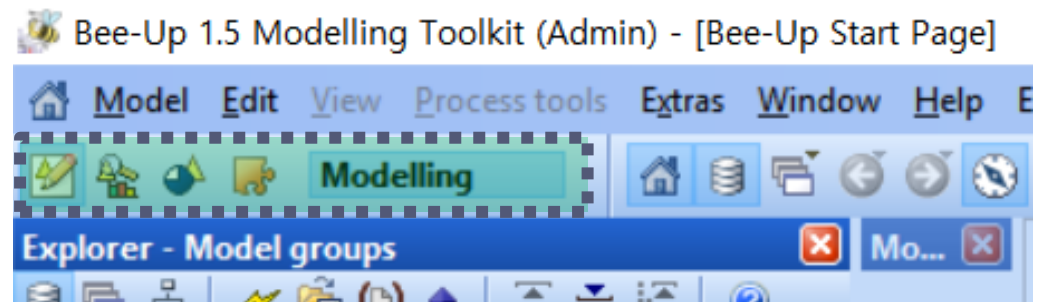 Bee-Up 1.5 Modelling Toolkit (Admin) - [Bee-Up Start Page]
Model Edit View Process tools Extras Window Help E
Modelling
Explorer - Model groups Mo...